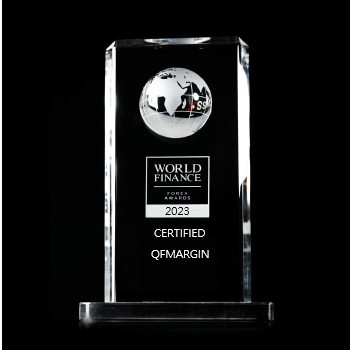 WORLD
FINANCE
FOREX
AWARDS
2023
CERTIFIED
QFMARGIN